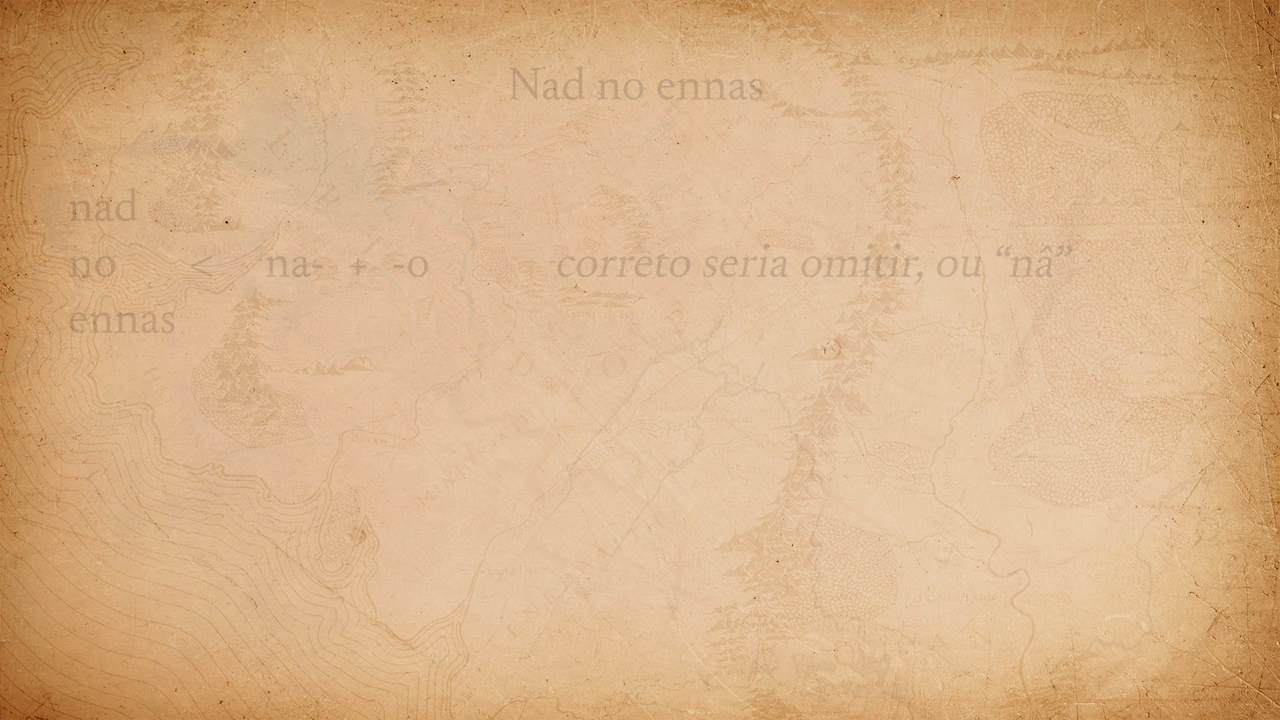 Nad no ennas
nad
no < na- + -o correto seria omitir, ou “nâ”
ennas